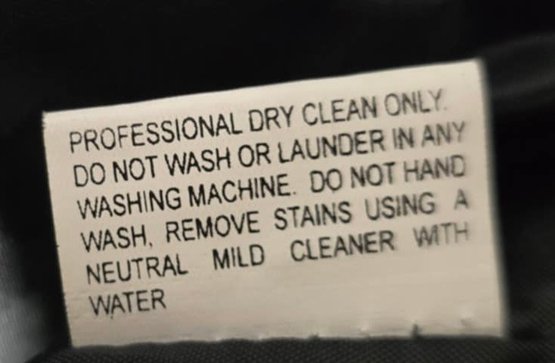 PROFESSIONAL DRY CLEAN ONLY.
DO NOT WASH OR LAUNDER IN ANY
WASHING MACHINE. DO NOT HAND
WASH, REMOVE STAINS USING A
NEUTRAL MILD CLEANER WITH
WATER